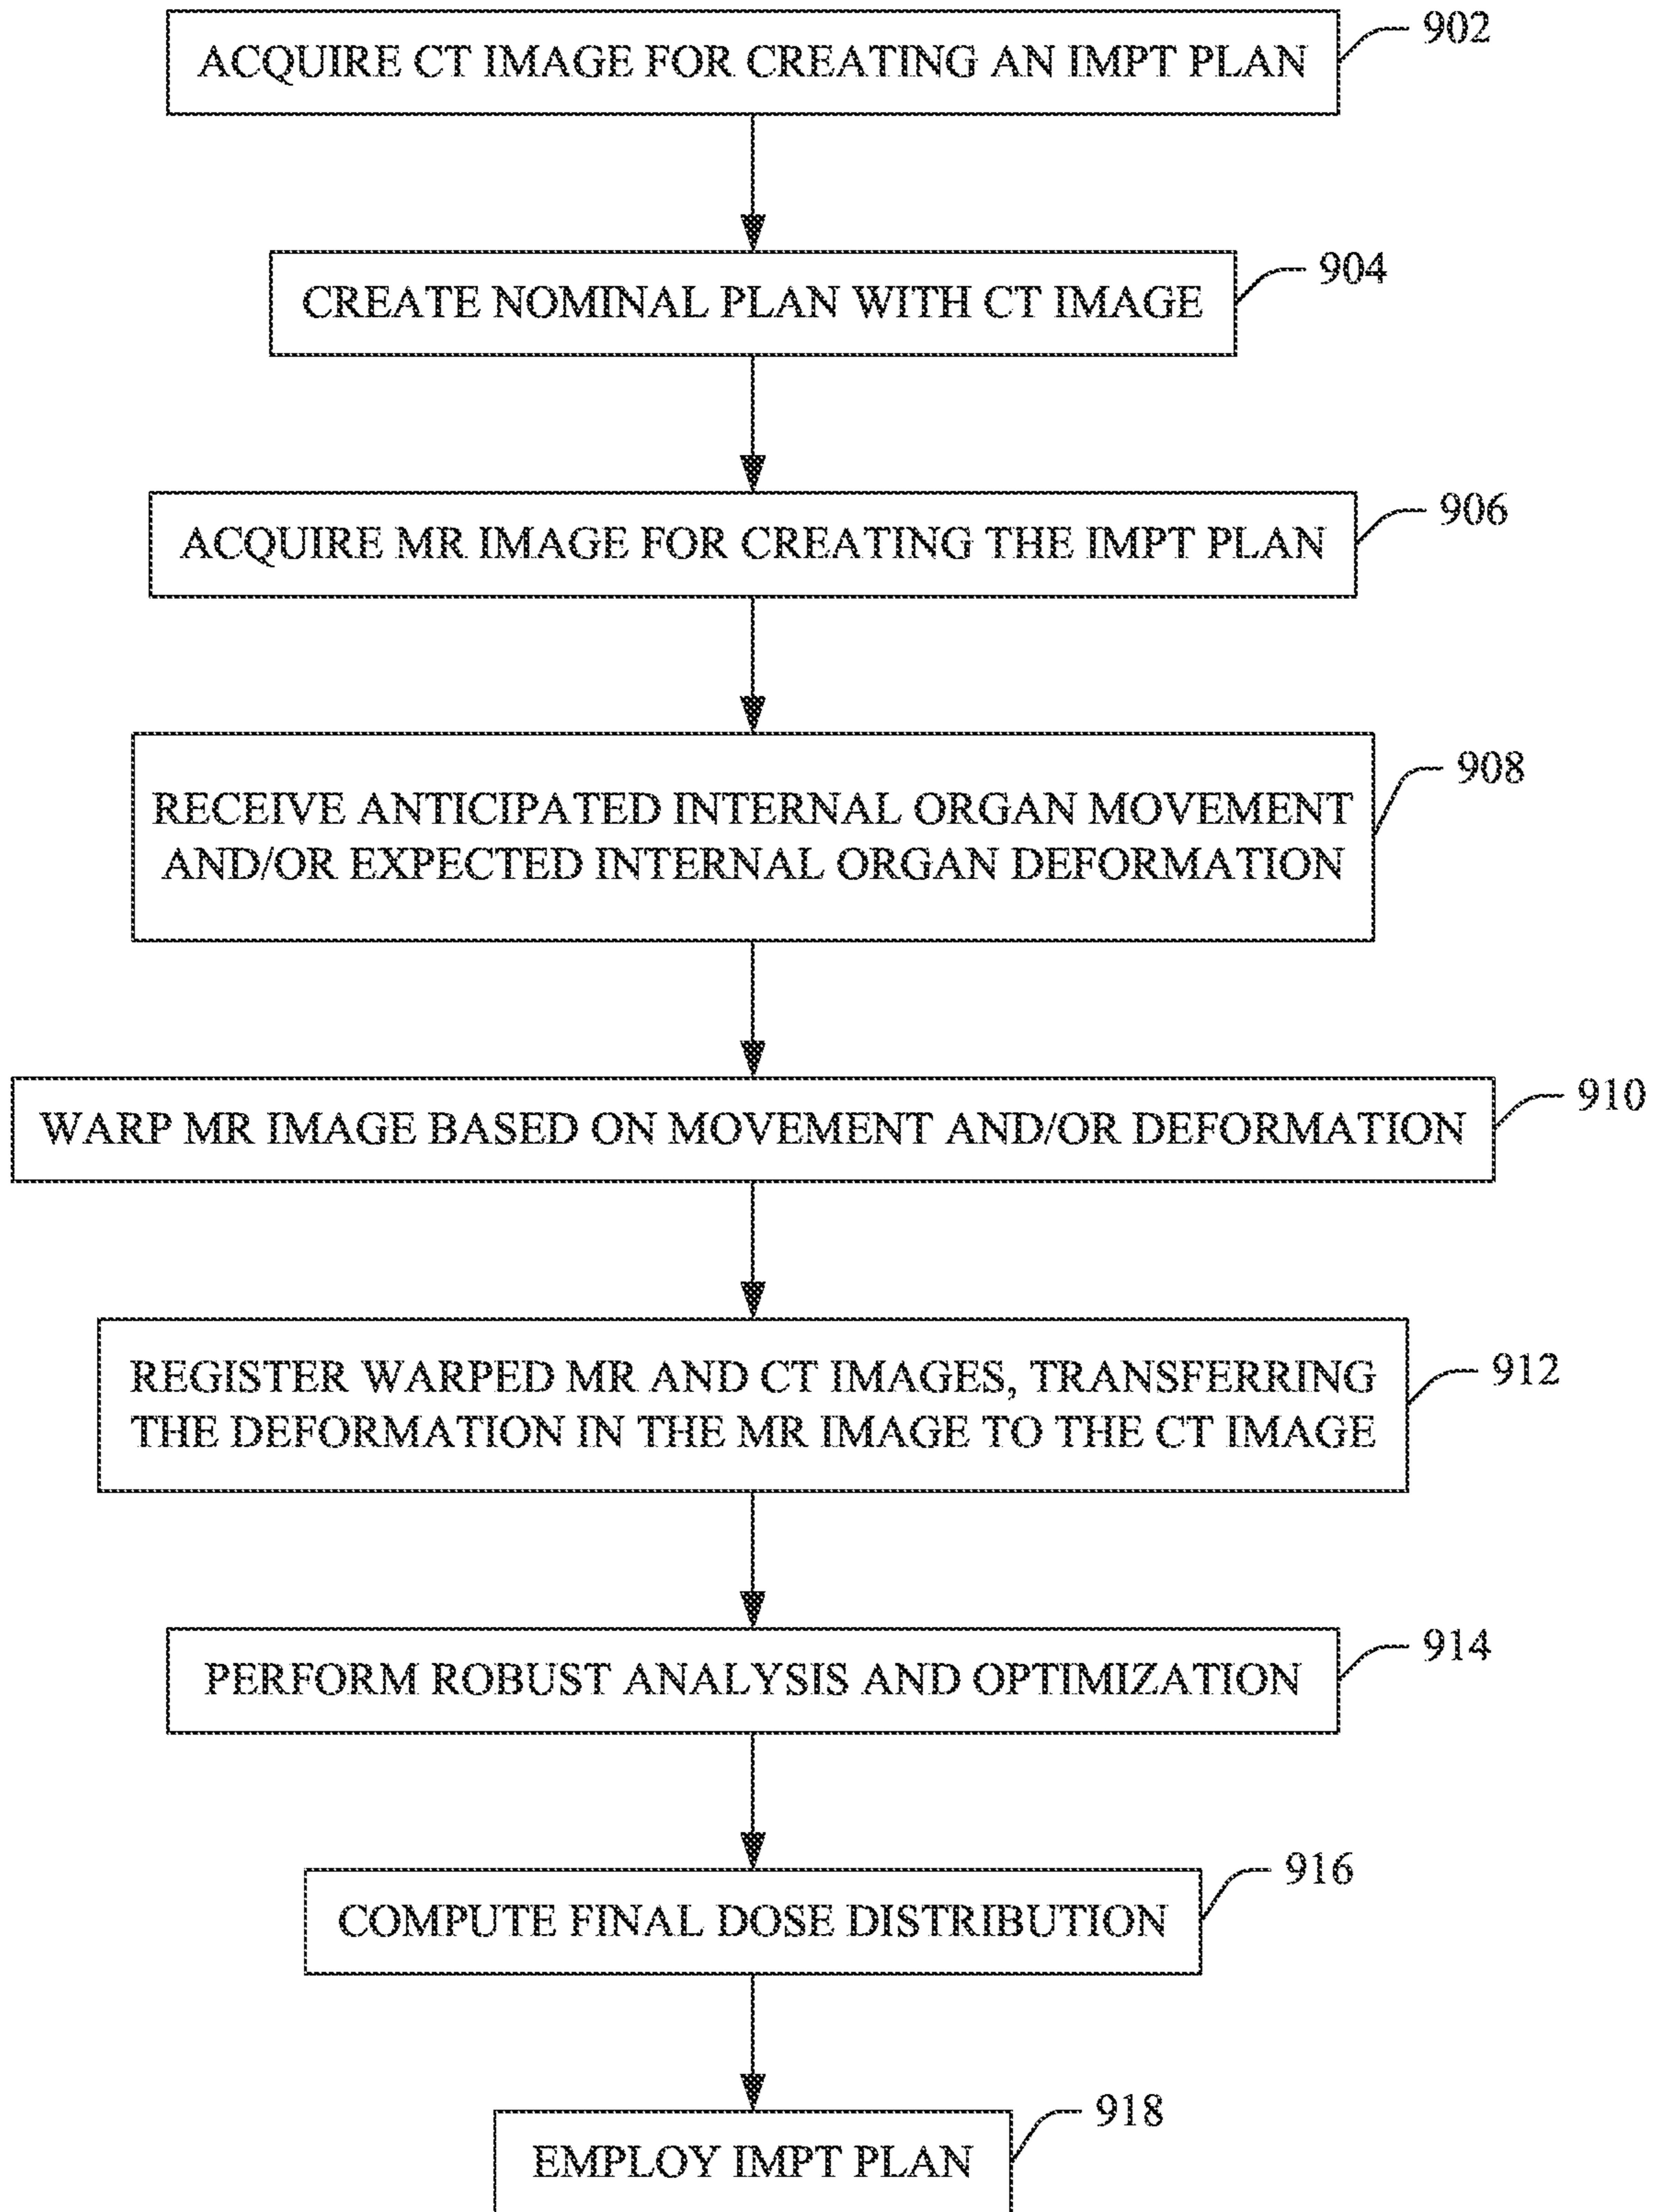 902
ACQUIRE CT IMAGE FOR CREATING AN IMPT PLAN
904
CREATE NOMINAL PLAN WITH CT IMAGE
906
ACQUIRE MR IMAGE FOR CREATING THE IMPT PLAN
908
RECEIVE ANTICIPATED INTERNAL ORGAN MOVEMENT
AND/OR EXPECTED INTERNAL ORGAN DEFORMATION
910
WARP MR IMAGE BASED ON MOVEMENT AND/OR DEFORMATION
912
REGISTER WARPED MR AND CT IMAGES, TRANSFERRING
THE DEFORMATION IN THE MR IMAGE TO THE CT IMAGE
914
PERFORM ROBUST ANALYSIS AND OPTIMIZATION
916
COMPUTE FINAL DOSE DISTRIBUTION
918
EMPLOY IMPT PLAN